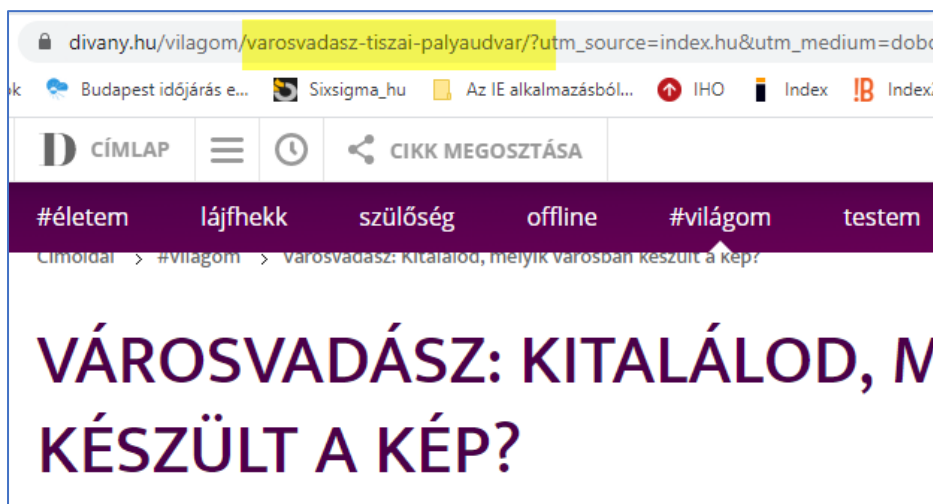 divany.hu/vilagom/varosvadasz-tiszai-palyaudvar/?utm_source=index.hu&utm_medium=dobo
Budapest időjárás e... Sixsigma_hu Az IE alkalmazásból... IHO Index Index
CÍMLAP CIKK MEGOSZTÁSA
#életem lájfhekk szülőség offline #világom testem
Címoldal > #világom > Városvadász: Kitalálod, melyik városban készült a kép?
VÁROSVADÁSZ: KITALÁLOD, M
KÉSZÜLT A KÉP?